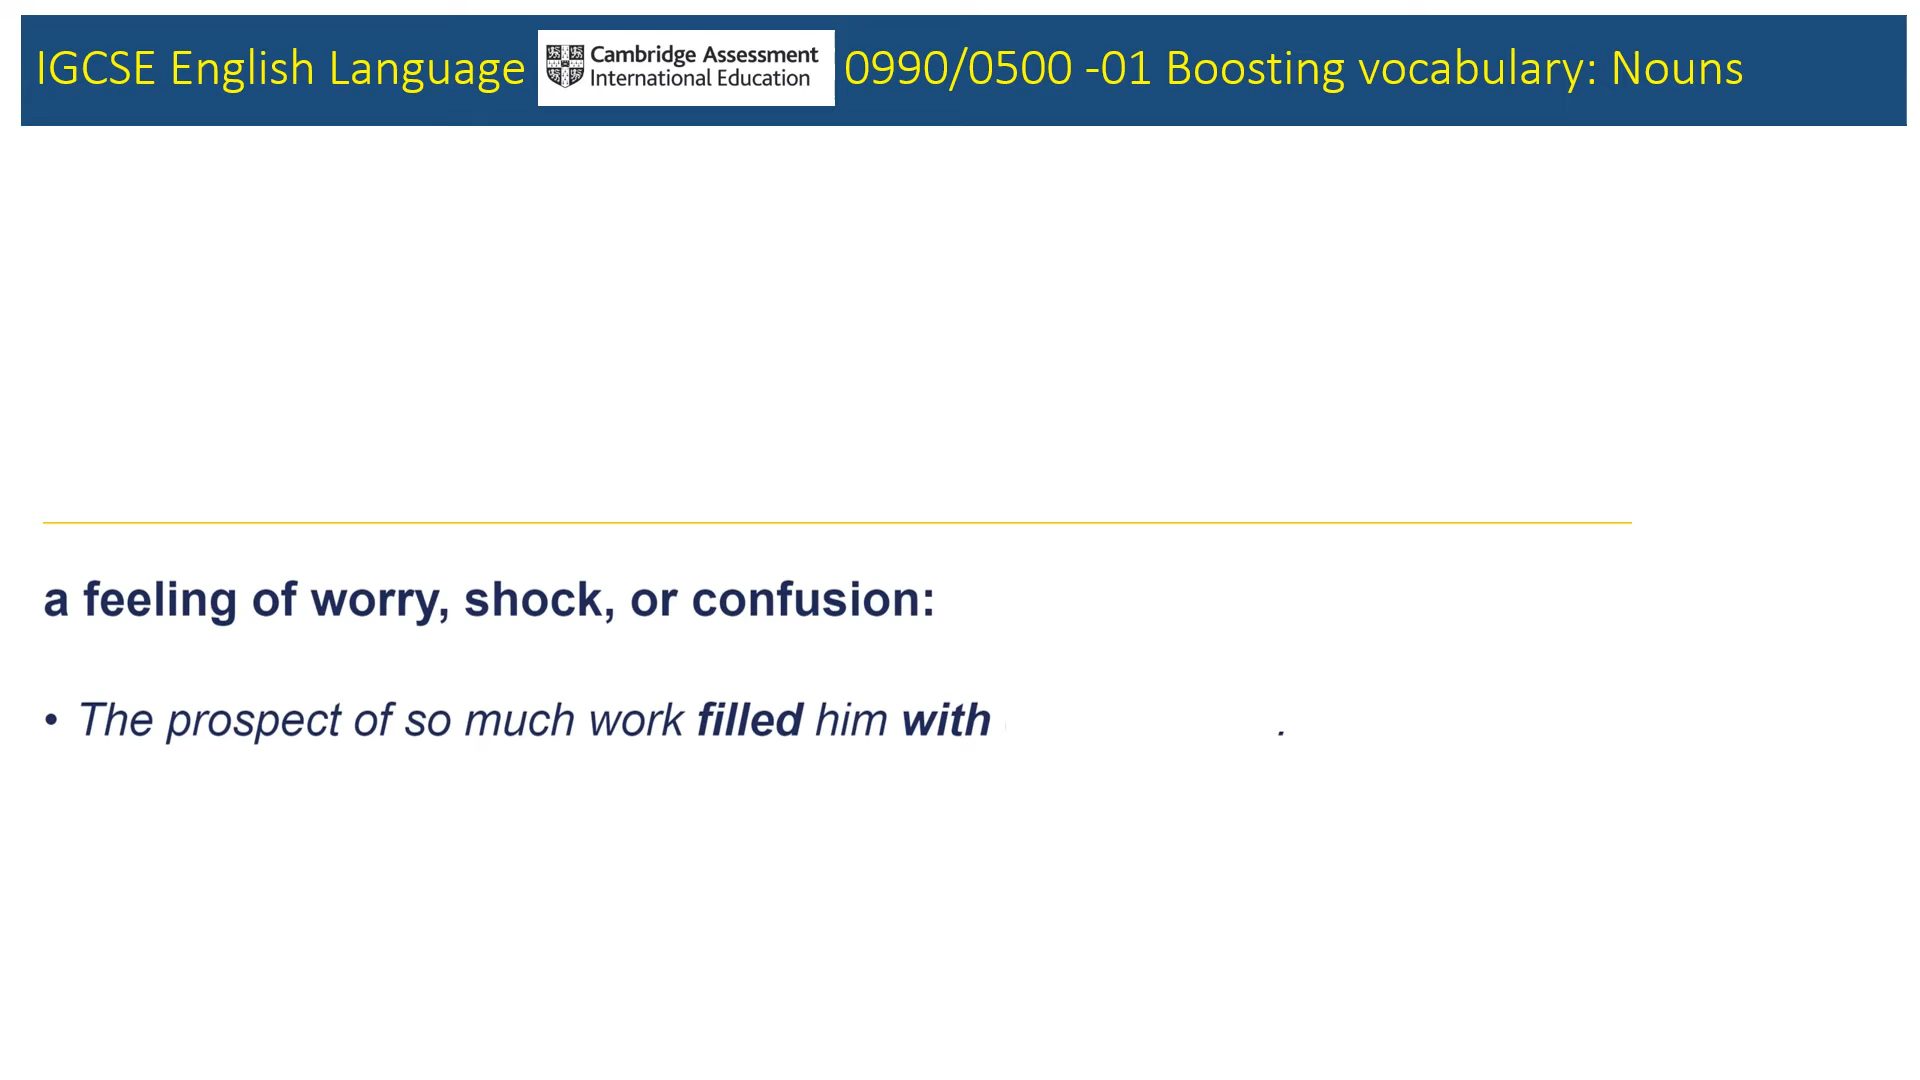 IGCSE English Language Cambridge Assessment International Education 0990/0500 -01 Boosting vocabulary: Nouns
a feeling of worry, shock, or confusion:
• The prospect of so much work filled him with .